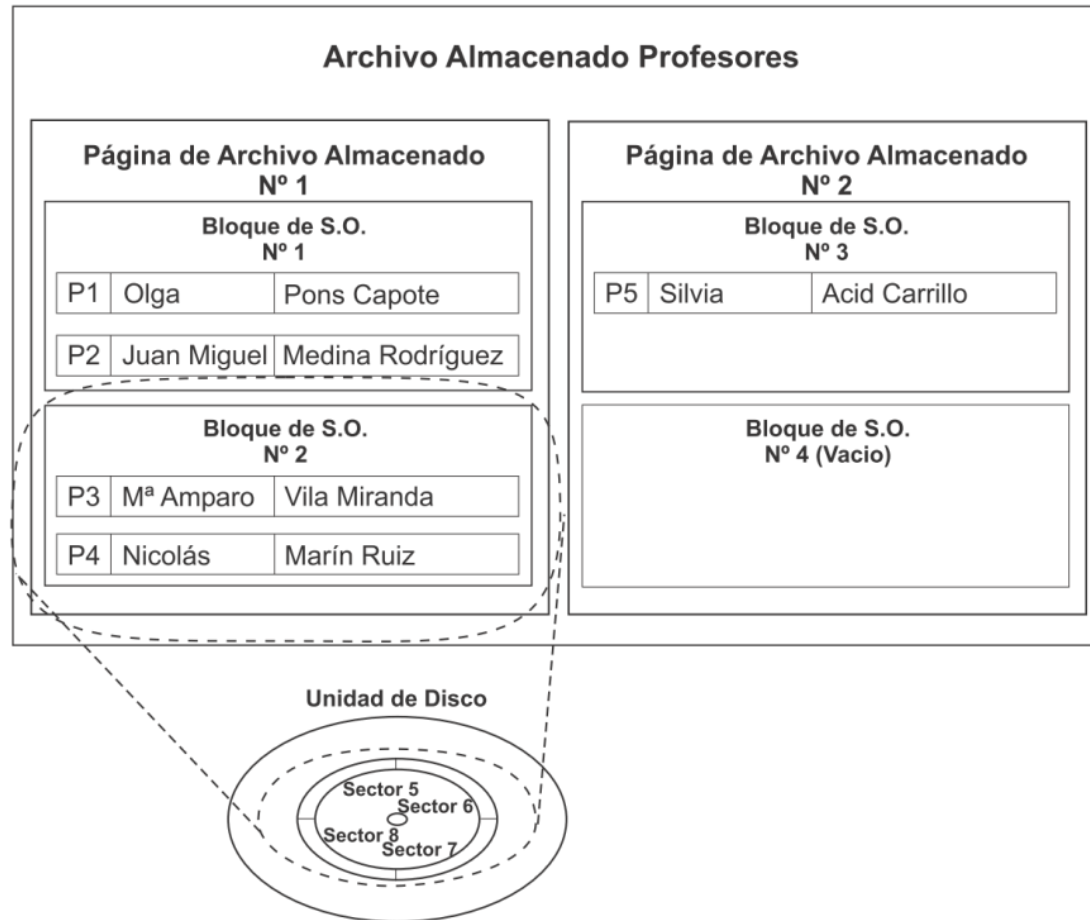 Archivo Almacenado Profesores
Página de Archivo Almacenado
Nº 1
Bloque de S.O.
Nº 1
P1 Olga Pons Capote
P2 Juan Miguel Medina Rodríguez
Bloque de S.O.
Nº 2
P3 Mª Amparo Vila Miranda
P4 Nicolás Marín Ruiz
Página de Archivo Almacenado
Nº 2
Bloque de S.O.
Nº 3
P5 Silvia Acid Carrillo
Bloque de S.O.
Nº 4 (Vacio)
Unidad de Disco
Sector 5
Sector 6
Sector 8
Sector 7